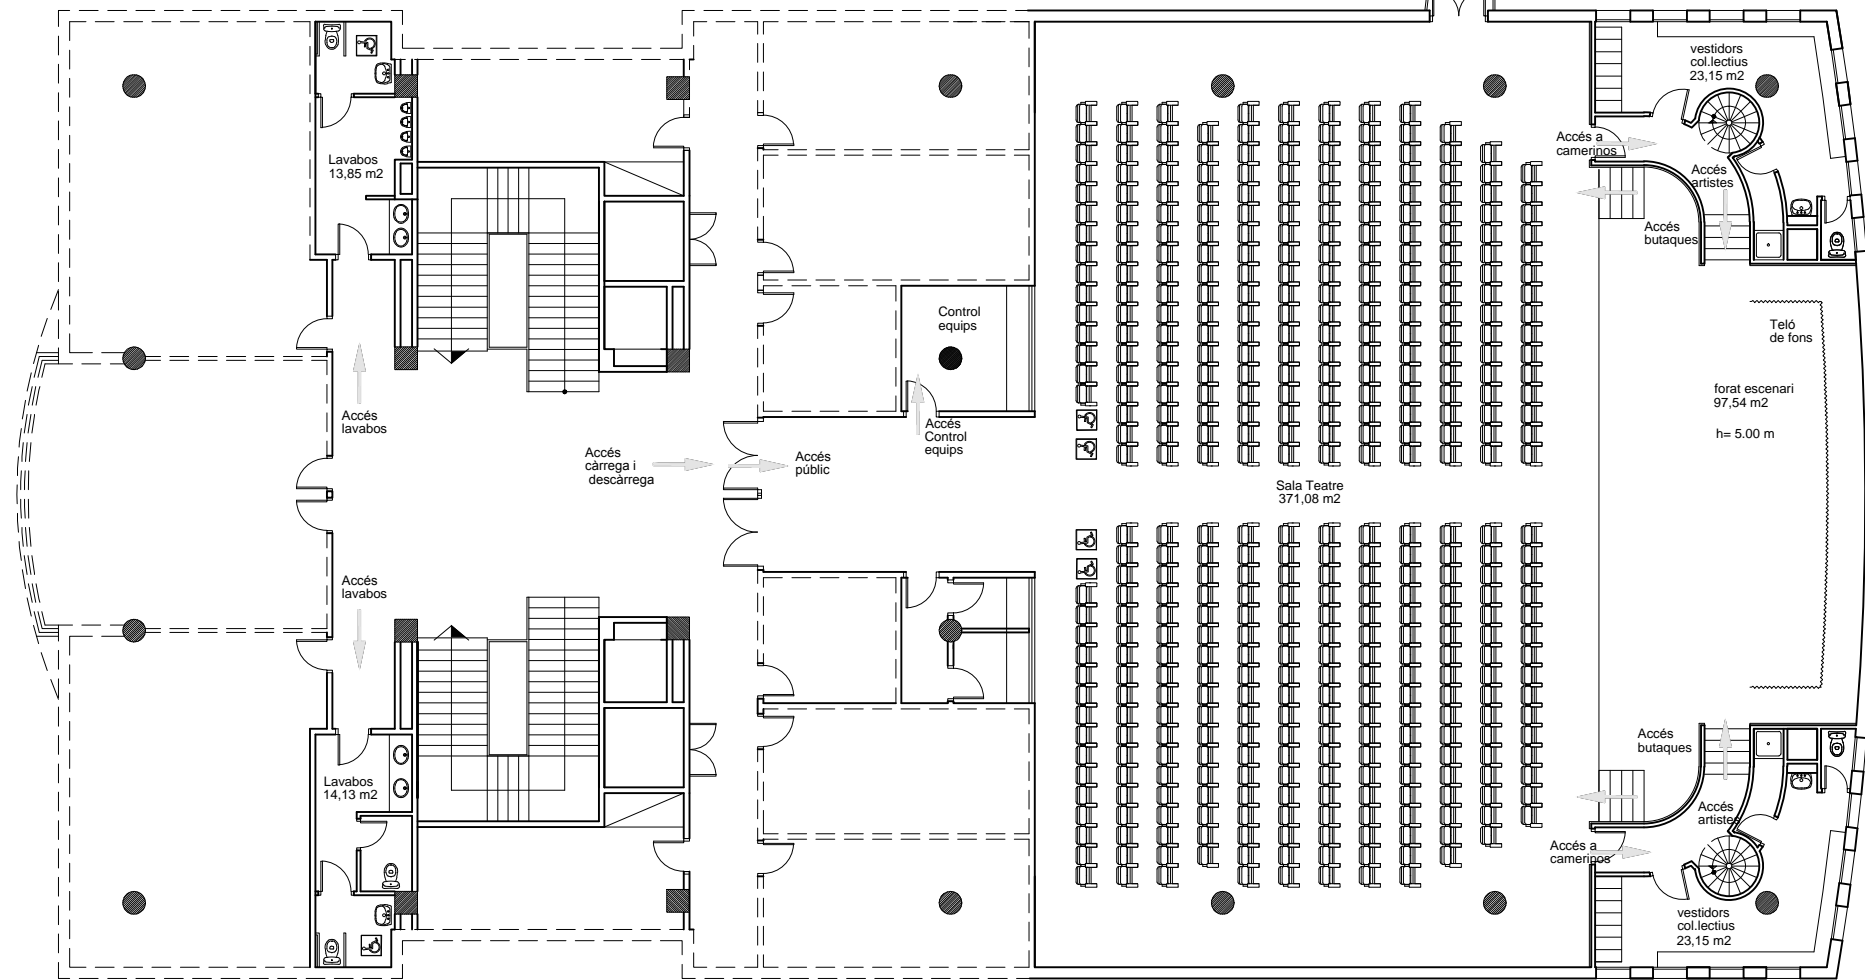 vestidors
col.lectius
23,15 m2
Accés a
camerinos
Accés
artistes
Accés
butaques
Lavabos
13,85 m2
Control
equips
Teló
de fons
forat escenari
97,54 m2
h= 5.00 m
Accés
lavabos
Accés
Control
equips
Accés
càrrega i
descàrrega
Accés
públic
Sala Teatre
371,08 m2
Accés
lavabos
Accés
butaques
Lavabos
14,13 m2
Accés
artistes
Accés a
camerinos
vestidors
col.lectius
23,15 m2